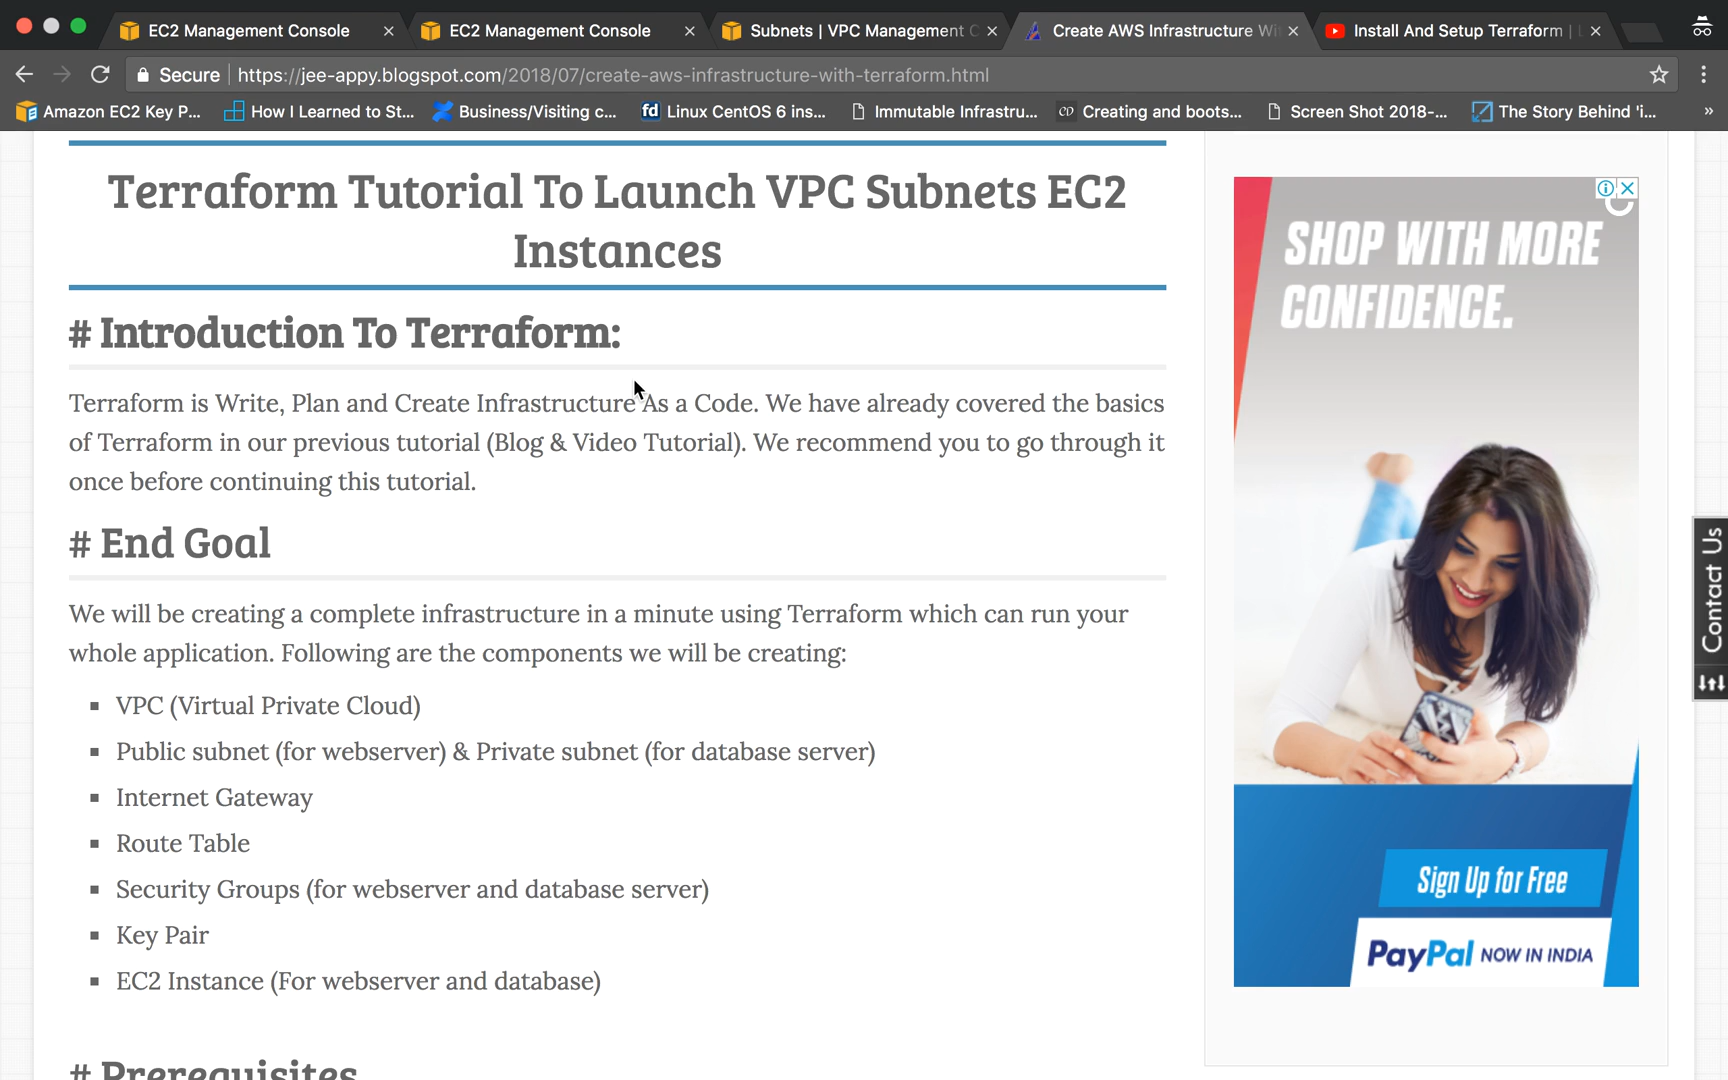 EC2 Management Console
EC2 Management Console
Subnets | VPC Management C
Create AWS Infrastructure Wi
Install And Setup Terraform |
Secure
https://jee-appy.blogspot.com/2018/07/create-aws-infrastructure-with-terraform.html
Amazon EC2 Key P...
How I Learned to St...
Business/Visiting c...
fd Linux CentOS 6 ins...
Immutable Infrastru...
Creating and boots...
Screen Shot 2018-...
The Story Behind 'i...
»
Terraform Tutorial To Launch VPC Subnets EC2
Instances
# Introduction To Terraform:
Terraform is Write, Plan and Create Infrastructure As a Code. We have already covered the basics
of Terraform in our previous tutorial (Blog & Video Tutorial). We recommend you to go through it
once before continuing this tutorial.
# End Goal
We will be creating a complete infrastructure in a minute using Terraform which can run your
whole application. Following are the components we will be creating:
▪ VPC (Virtual Private Cloud)
▪ Public subnet (for webserver) & Private subnet (for database server)
▪ Internet Gateway
▪ Route Table
▪ Security Groups (for webserver and database server)
▪ Key Pair
▪ EC2 Instance (For webserver and database)
# Prerequisites
SHOP WITH MORE
CONFIDENCE.
Sign Up for Free
PayPal NOW IN INDIA
Contact Us